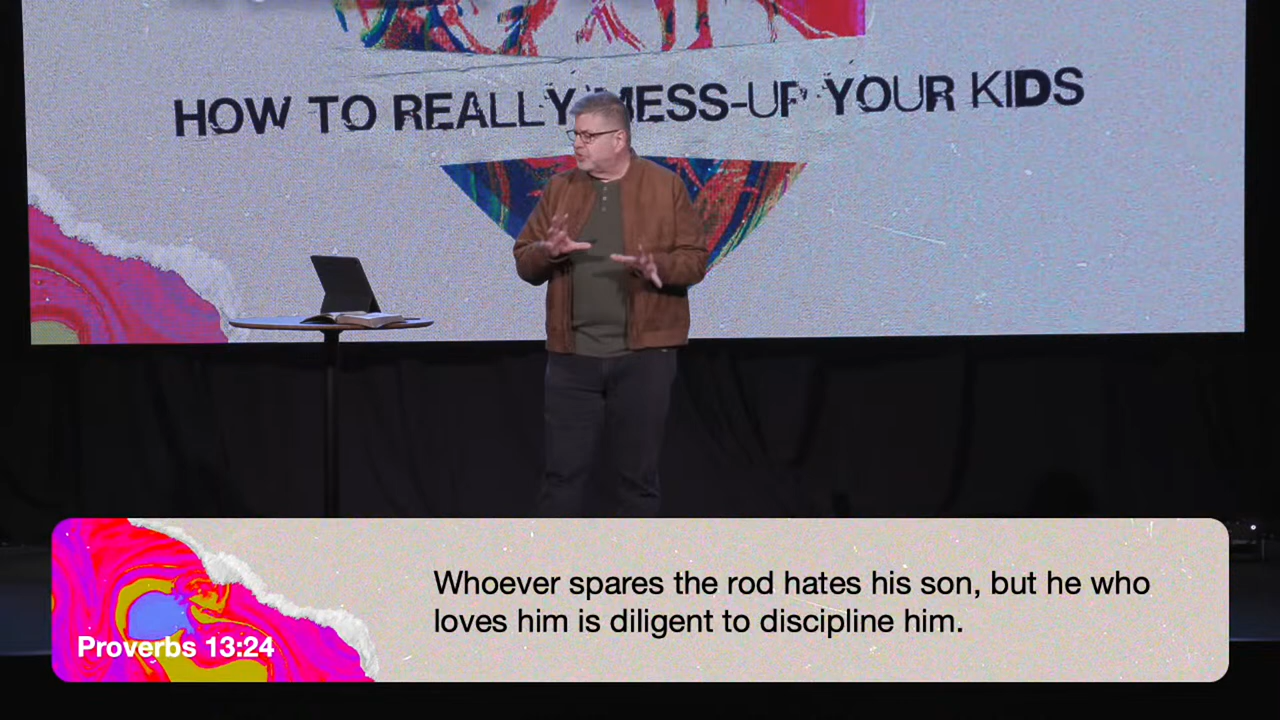 HOW TO REALLY MESS-UP YOUR KIDS
Whoever spares the rod hates his son, but he who
loves him is diligent to discipline him.
Proverbs 13:24